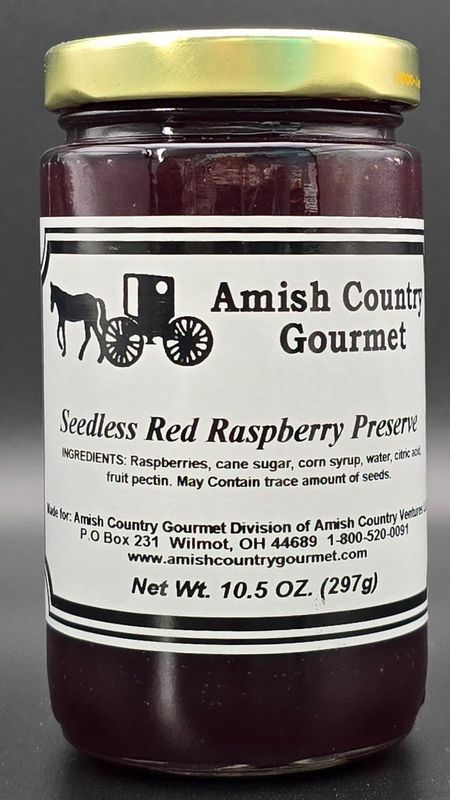 Amish Country
Gourmet
Seedless Red Raspberry Preserve
INGREDIENTS: Raspberries, cane sugar, corn syrup, water, citric acid,
fruit pectin. May Contain trace amount of seeds.
Made for: Amish Country Gourmet Division of Amish Country Ventures
P.O Box 231 Wilmot, OH 44689 1-800-520-0091
www.amishcountrygourmet.com
Net Wt. 10.5 OZ. (297g)